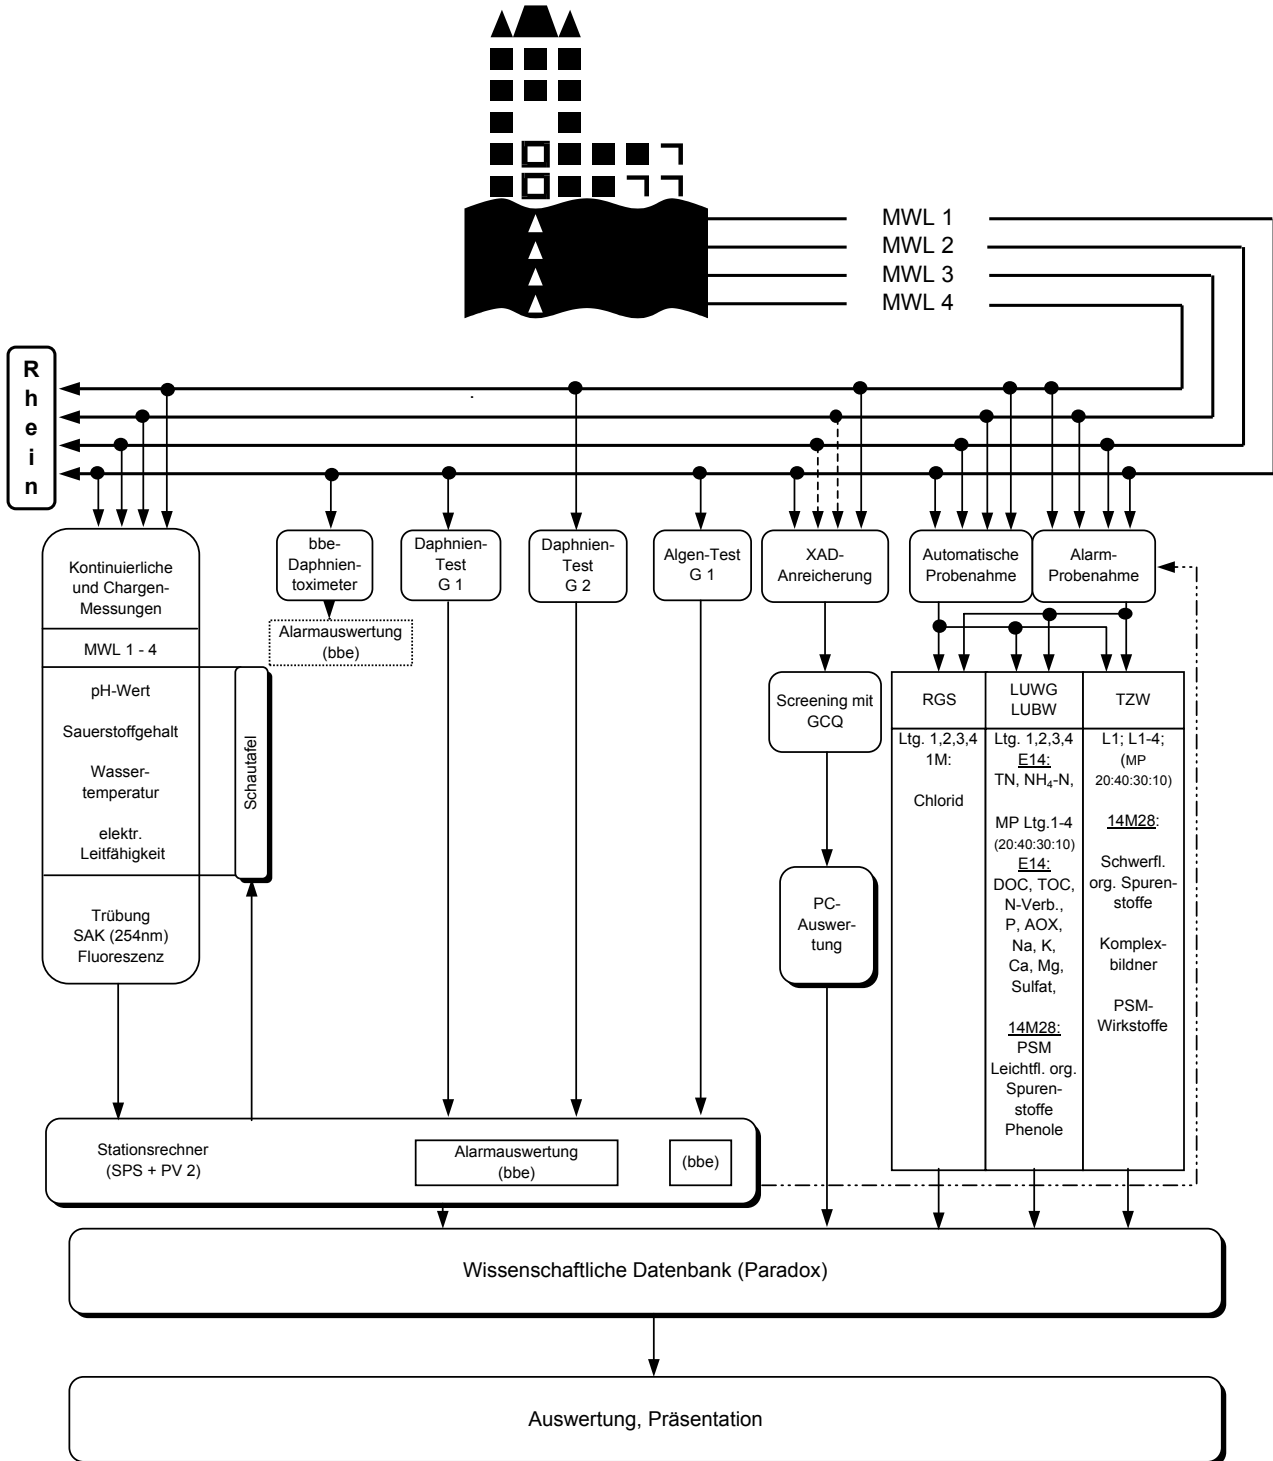 MWL 1
MWL 2
MWL 3
MWL 4
Rhein
Kontinuierliche
und Chargen-
Messungen
MWL 1 - 4
pH-Wert
Sauerstoffgehalt
Wasser-
temperatur
elektr.
Leitfähigkeit
Trübung
SAK (254nm)
Fluoreszenz
Schautafel
bbe-
Daphnien-
toximeter
Alarmauswertung
(bbe)
Daphnien-
Test
G 1
Daphnien-
Test
G 2
Algen-Test
G 1
XAD-
Anreicherung
Automatische
Probenahme
Alarm-
Probenahme
Screening mit
GCQ
PC-
Auswer-
tung
RGS
Ltg. 1,2,3,4
1M:
Chlorid
LUWG
LUBW
Ltg. 1,2,3,4
E14:
TN, NH₄-N,
MP Ltg.1-4
(20:40:30:10)
E14:
DOC, TOC,
N-Verb.,
P, AOX,
Na, K,
Ca, Mg,
Sulfat,
14M28:
PSM
Leichtfl. org.
Spuren-
stoffe
Phenole
TZW
L1; L1-4;
(MP
20:40:30:10)
14M28:
Schwerfl.
org. Spuren-
stoffe
Komplex-
bildner
PSM-
Wirkstoffe
Stationsrechner
(SPS + PV 2)
Alarmauswertung
(bbe)
(bbe)
Wissenschaftliche Datenbank (Paradox)
Auswertung, Präsentation